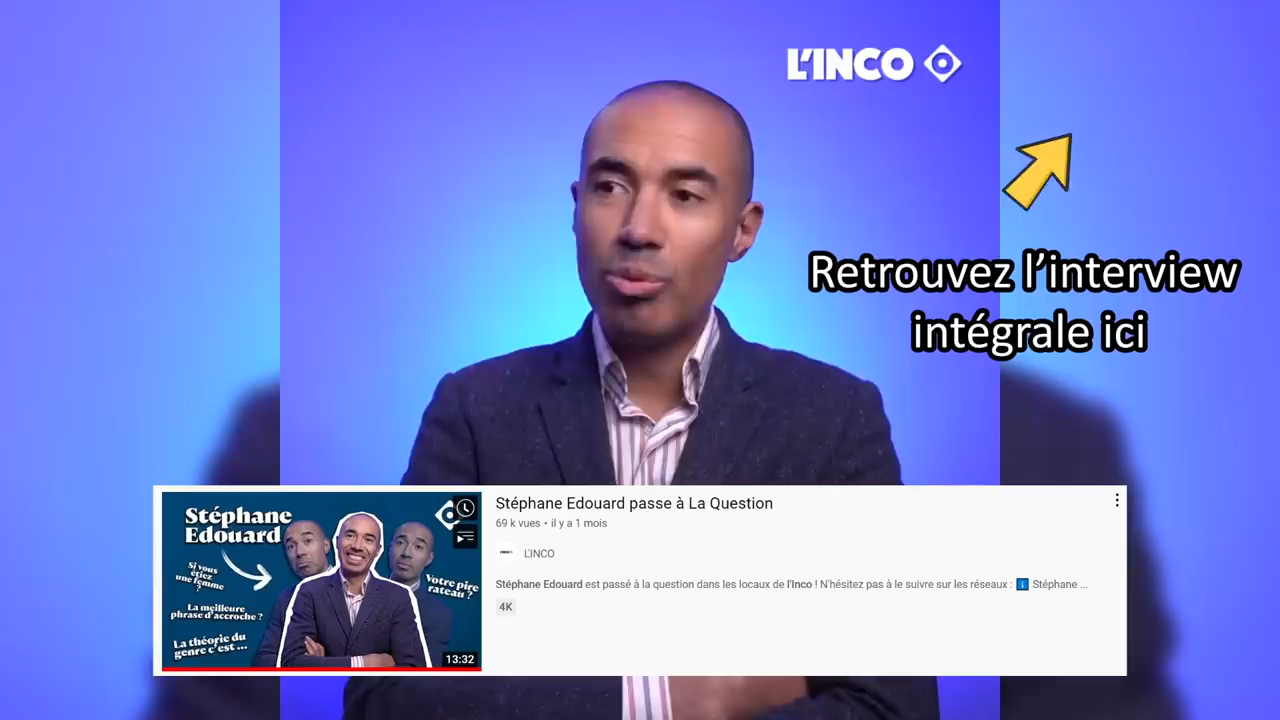 L'INCO
Retrouvez l’interview
intégrale ici
Stéphane
Edouard
Si vous
étiez
une femme
?
La meilleure
phrase d'accroche ?
La théorie du
genre c'est ...
Votre pire
rateau ?
13:32
Stéphane Edouard passe à La Question
69 k vues • il y a 1 mois
L'INCO
Stéphane Edouard est passé à la question dans les locaux de l'Inco ! N'hésitez pas à le suivre sur les réseaux : Stéphane ...
4K